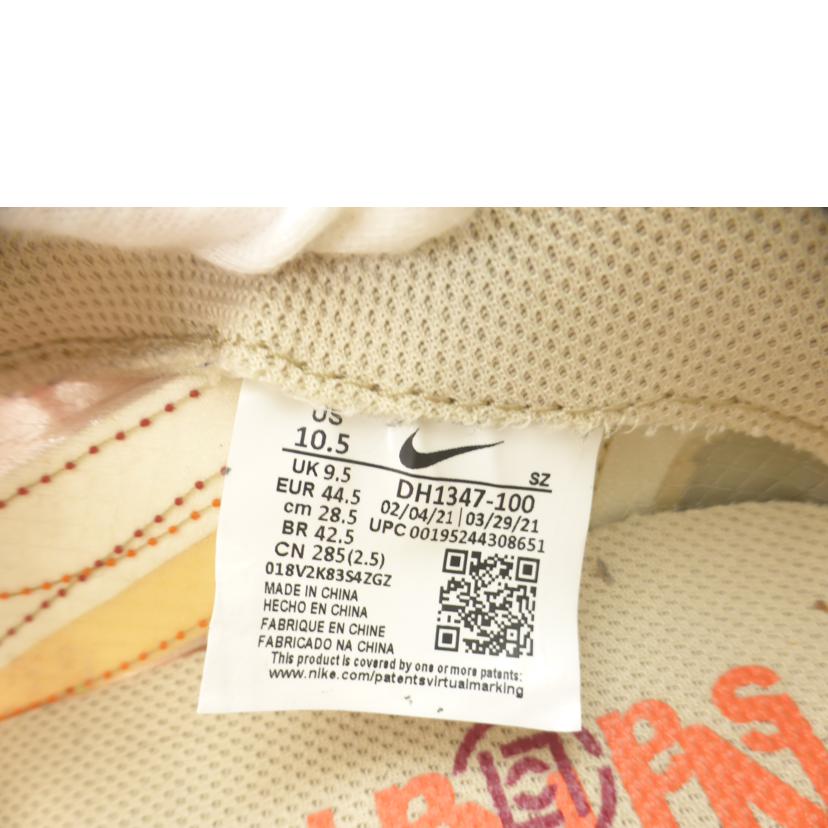 US
10.5
UK 9.5
EUR 44.5
cm 28.5
BR 42.5
CN 285(2.5)
018V2K83S4ZGZ
MADE IN CHINA
HECHO EN CHINA
FABRIQUE EN CHINE
FABRICADO NA CHINA
SZ
DH1347-100
02/04/21|03/29/21
UPC 00195244308651
This product is covered by one or more patents:
www.nike.com/patentsvirtualmarking